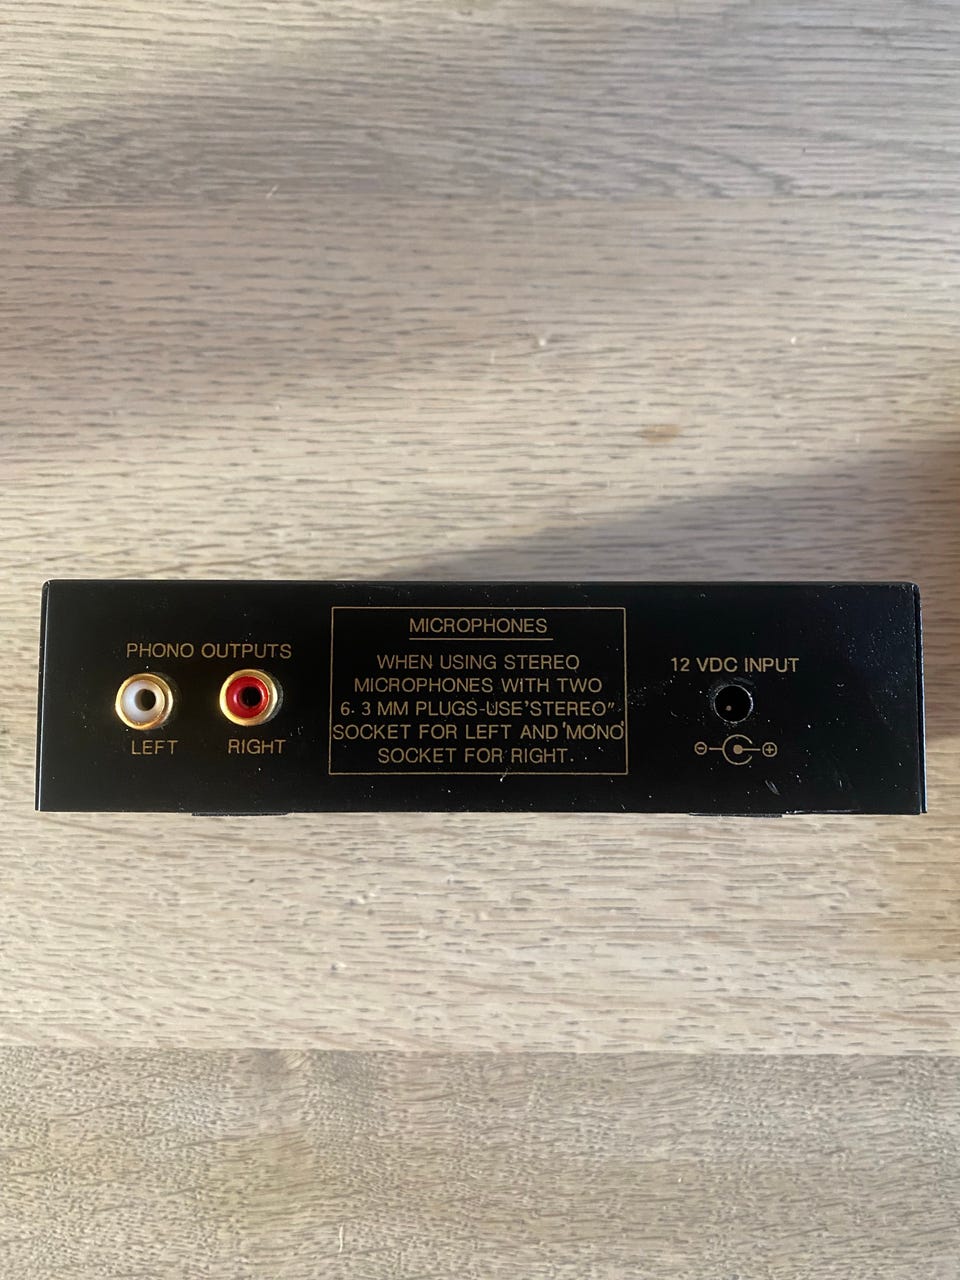 PHONO OUTPUTS
LEFT
RIGHT
MICROPHONES
WHEN USING STEREO
MICROPHONES WITH TWO
6.3 MM PLUGS-USE'STEREO"
SOCKET FOR LEFT AND 'MONO'
SOCKET FOR RIGHT.
12 VDC INPUT
⊖ ⊕